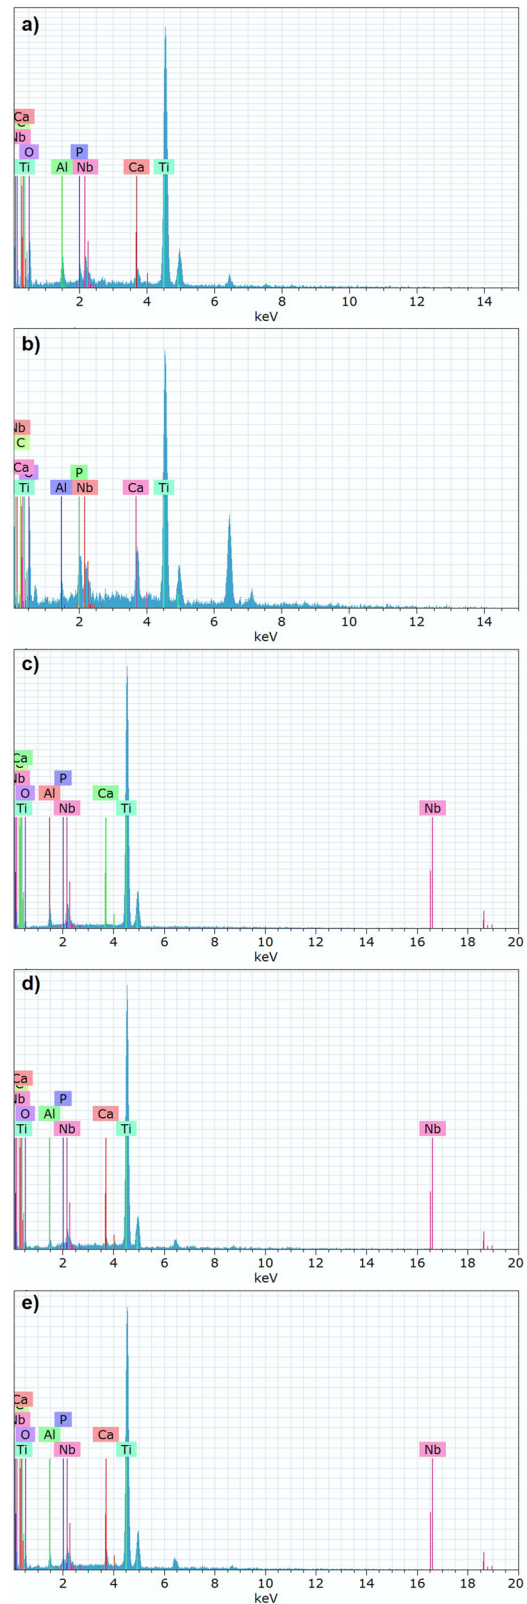 a)
Ca
Nb
O P
Ti Al Nb Ca Ti
2 4 6 8 10 12 14
keV
b)
Nb
C
Ca
P
Ti Al Nb Ca Ti
2 4 6 8 10 12 14
keV
c)
Ca
Nb P
O Al Ca
Ti Nb Ti Nb
2 4 6 8 10 12 14 16 18 20
keV
d)
Ca
Nb P
O Al Ca
Ti Nb Ti Nb
2 4 6 8 10 12 14 16 18 20
keV
e)
Ca
Nb P
O Al Ca
Ti Nb Ti Nb
2 4 6 8 10 12 14 16 18 20
keV